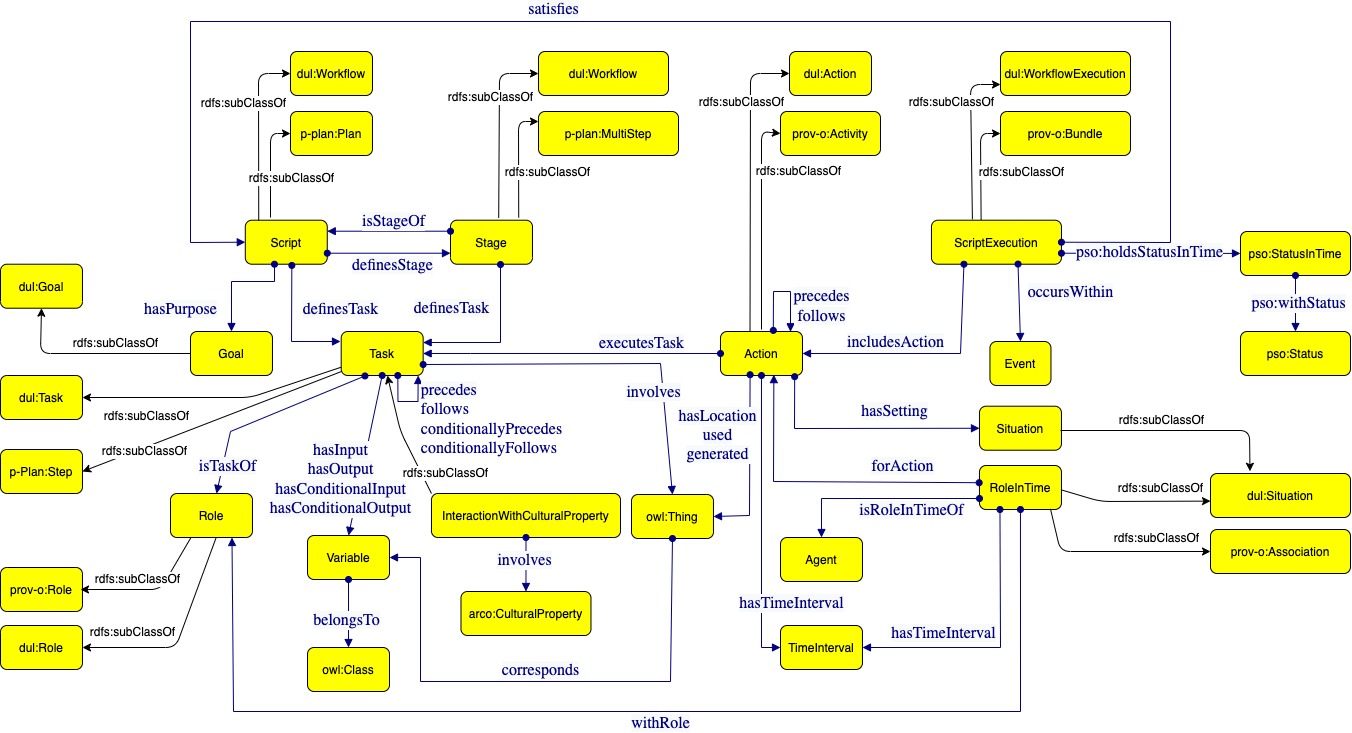 satisfies
dul:Workflow
dul:Workflow
dul:Action
dul:WorkflowExecution
rdfs:subClassOf
rdfs:subClassOf
rdfs:subClassOf
rdfs:subClassOf
p-plan:Plan
p-plan:MultiStep
prov-o:Activity
prov-o:Bundle
rdfs:subClassOf
rdfs:subClassOf
rdfs:subClassOf
rdfs:subClassOf
isStageOf
Script
Stage
ScriptExecution
pso:holdsStatusInTime
pso:StatusInTime
definesStage
dul:Goal
hasPurpose
definesTask
definesTask
precedes
follows
occursWithin
pso:withStatus
rdfs:subClassOf
Goal
Task
executesTask
Action
includesAction
Event
pso:Status
dul:Task
rdfs:subClassOf
precedes
follows
conditionallyPrecedes
conditionallyFollows
involves
hasLocation
used
generated
hasSetting
Situation
rdfs:subClassOf
p-Plan:Step
rdfs:subClassOf
isTaskOf
hasInput
hasOutput
hasConditionalInput
hasConditionalOutput
rdfs:subClassOf
forAction
RoleInTime
rdfs:subClassOf
dul:Situation
Role
InteractionWithCulturalProperty
owl:Thing
isRoleInTimeOf
rdfs:subClassOf
prov-o:Association
Variable
involves
Agent
prov-o:Role
rdfs:subClassOf
belongsTo
arco:CulturalProperty
hasTimeInterval
dul:Role
rdfs:subClassOf
owl:Class
corresponds
TimeInterval
hasTimeInterval
withRole